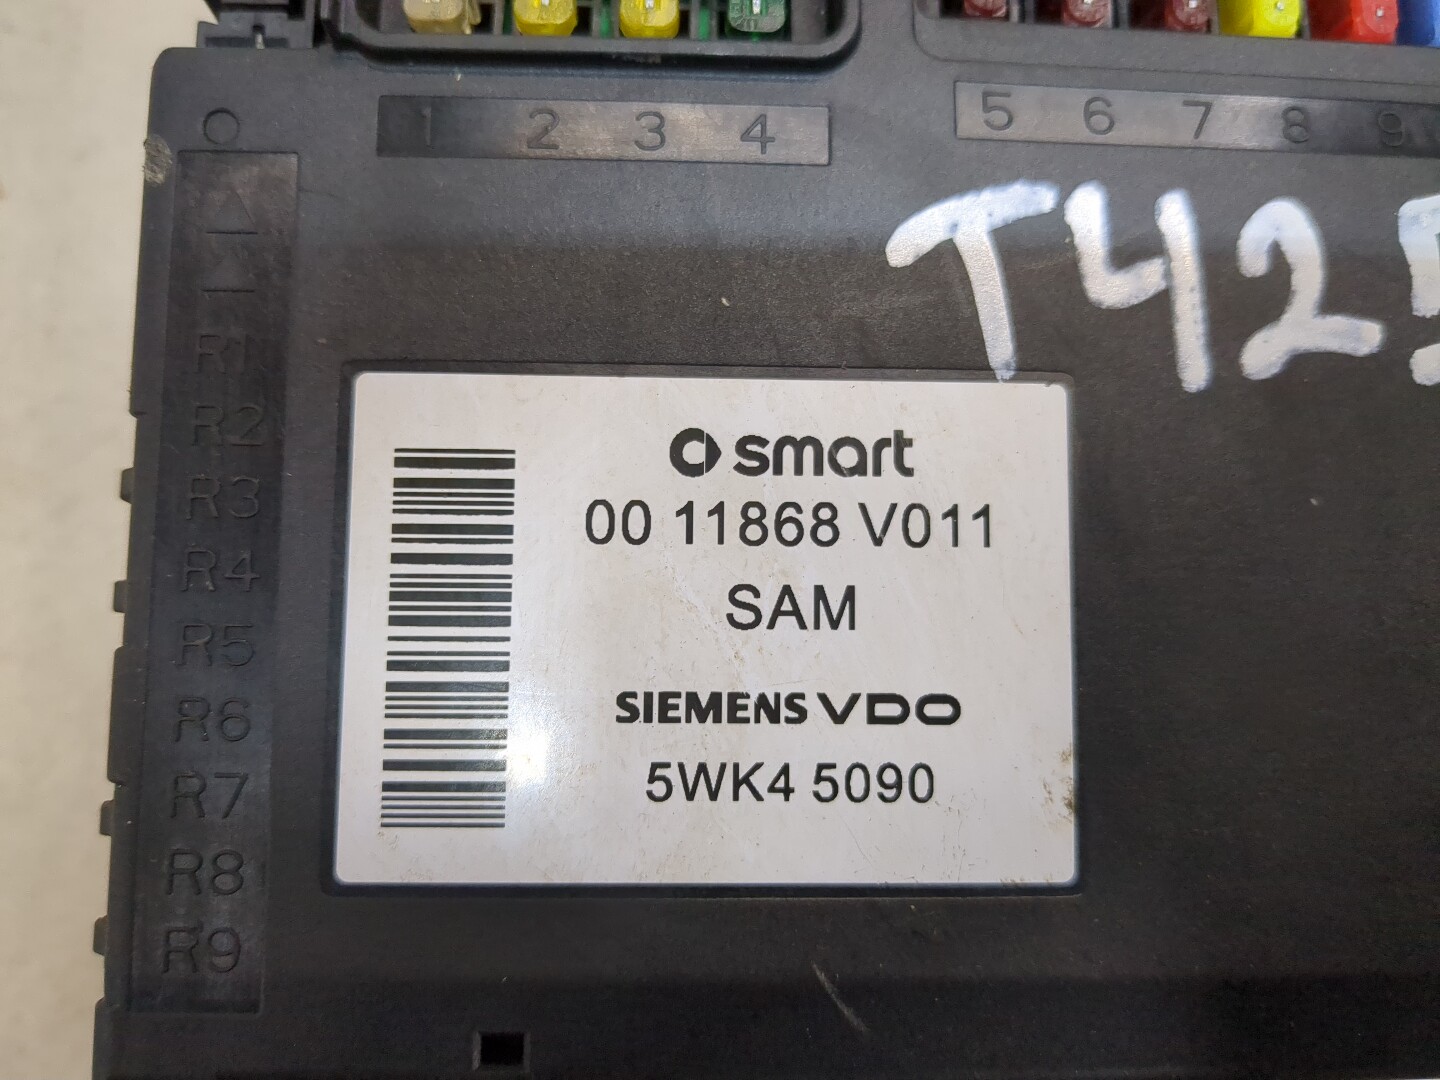 1 2 3 4
5 6 7 8 9
T42
R1
R2
R3
R4
R5
R6
R7
R8
R9
smart
00 11868 V011
SAM
SIEMENS VDO
5WK4 5090